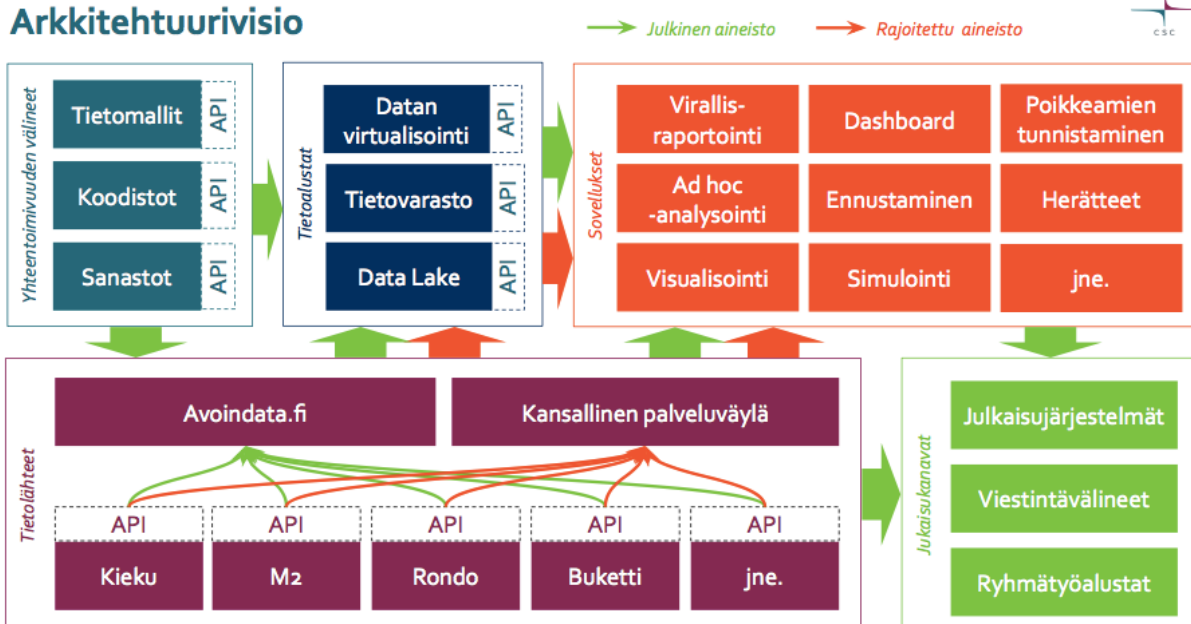 Arkkitehtuurivisio
Julkinen aineisto
Rajoitettu aineisto
CSC
Yhteentoimivuuden välineet
Tietomallit
API
Koodistot
API
Sanastot
API
Tietoalustat
Datan
virtualisointi
API
Tietovarasto
API
Data Lake
API
Sovellukset
Virallis-
raportointi
Dashboard
Poikkeamien
tunnistaminen
Ad hoc
-analysointi
Ennustaminen
Herätteet
Visualisointi
Simulointi
jne.
Tietolähteet
Avoindata.fi
Kansallinen palveluväylä
API
API
API
API
API
Kieku
M2
Rondo
Buketti
jne.
Jukaisukanavat
Julkaisujärjestelmät
Viestintävälineet
Ryhmätyöalustat